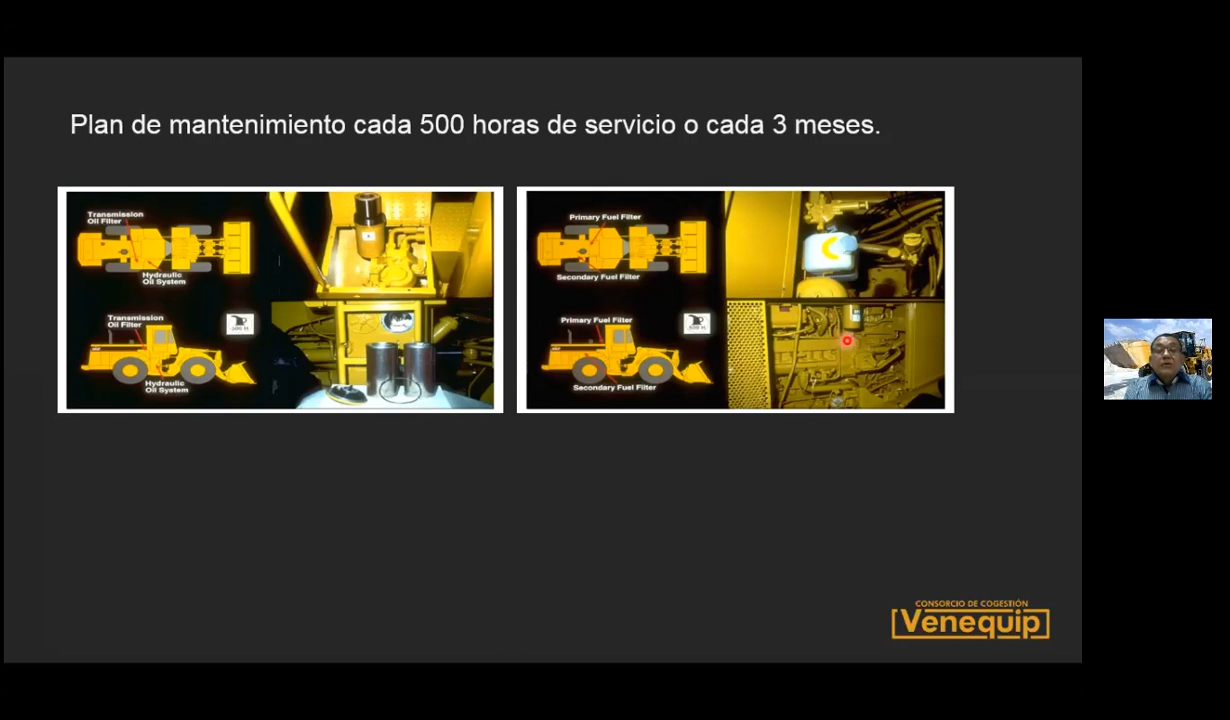 Plan de mantenimiento cada 500 horas de servicio o cada 3 meses.
Transmission
Oil Filter
Hydraulic
Oil System
Transmission
Oil Filter
500 H.
Hydraulic
Oil System
Primary Fuel Filter
Secondary Fuel Filter
Primary Fuel Filter
500 H.
Secondary Fuel Filter
CONSORCIO DE COGESTIÓN
Venequip